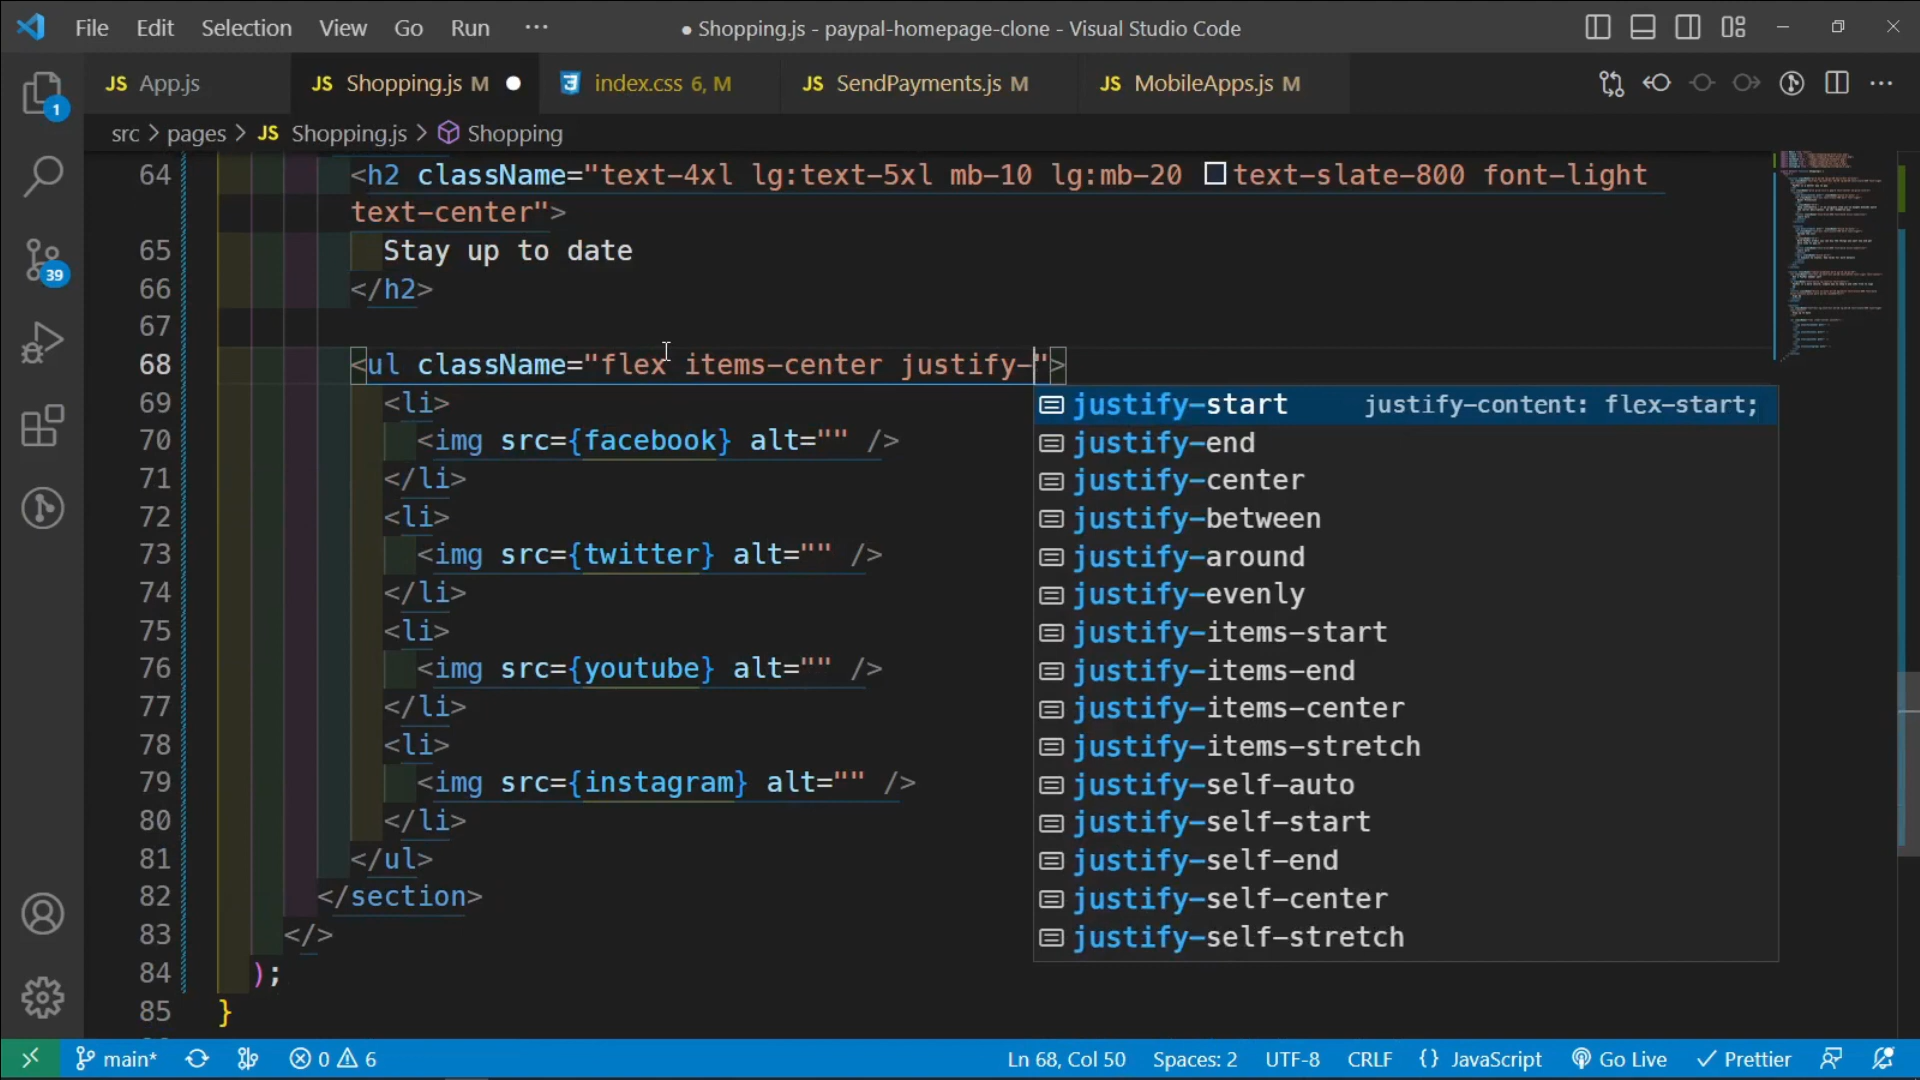 File Edit Selection View Go Run ··· ● Shopping.js - paypal-homepage-clone - Visual Studio Code
JS App.js JS Shopping.js M ● index.css 6, M JS SendPayments.js M JS MobileApps.js M
src > pages > JS Shopping.js > Shopping
64 <h2 className="text-4xl lg:text-5xl mb-10 lg:mb-20 text-slate-800 font-light
text-center">
65 Stay up to date
66 </h2>
67
68 <ul className="flex items-center justify-">
69 <li>
70 <img src={facebook} alt="" />
71 </li>
72 <li>
73 <img src={twitter} alt="" />
74 </li>
75 <li>
76 <img src={youtube} alt="" />
77 </li>
78 <li>
79 <img src={instagram} alt="" />
80 </li>
81 </ul>
82 </section>
83 </>
84 );
85 }
justify-start justify-content: flex-start;
justify-end
justify-center
justify-between
justify-around
justify-evenly
justify-items-start
justify-items-end
justify-items-center
justify-items-stretch
justify-self-auto
justify-self-start
justify-self-end
justify-self-center
justify-self-stretch
1
39
main* 0 6 Ln 68, Col 50 Spaces: 2 UTF-8 CRLF {} JavaScript Go Live Prettier